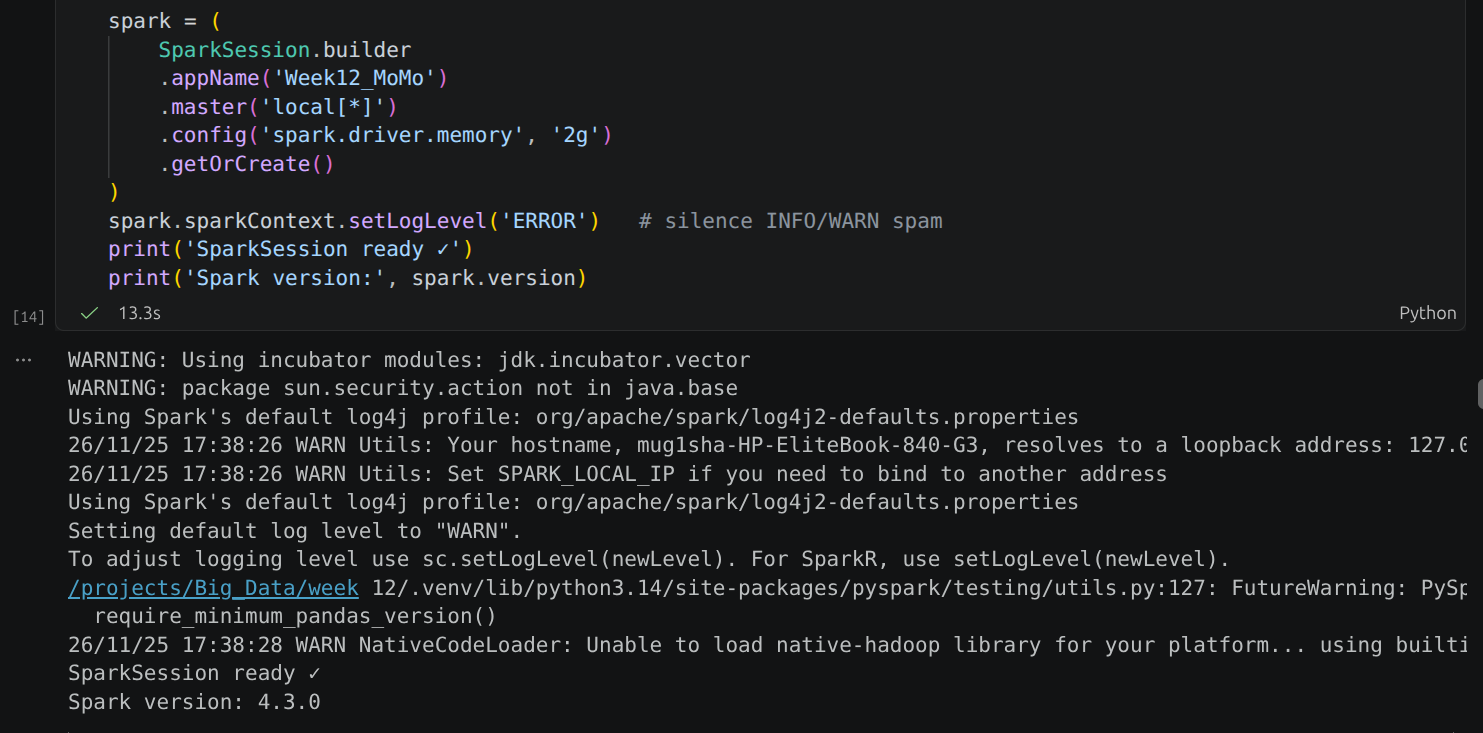 spark = (
    SparkSession.builder
    .appName('Week12_MoMo')
    .master('local[*]')
    .config('spark.driver.memory', '2g')
    .getOrCreate()
)
spark.sparkContext.setLogLevel('ERROR')   # silence INFO/WARN spam
print('SparkSession ready ✓')
print('Spark version:', spark.version)
[14] ✓ 13.3s Python
... WARNING: Using incubator modules: jdk.incubator.vector
WARNING: package sun.security.action not in java.base
Using Spark's default log4j profile: org/apache/spark/log4j2-defaults.properties
26/11/25 17:38:26 WARN Utils: Your hostname, mug1sha-HP-EliteBook-840-G3, resolves to a loopback address: 127.0
26/11/25 17:38:26 WARN Utils: Set SPARK_LOCAL_IP if you need to bind to another address
Using Spark's default log4j profile: org/apache/spark/log4j2-defaults.properties
Setting default log level to "WARN".
To adjust logging level use sc.setLogLevel(newLevel). For SparkR, use setLogLevel(newLevel).
/projects/Big_Data/week 12/.venv/lib/python3.14/site-packages/pyspark/testing/utils.py:127: FutureWarning: PySp
  require_minimum_pandas_version()
26/11/25 17:38:28 WARN NativeCodeLoader: Unable to load native-hadoop library for your platform... using builti
SparkSession ready ✓
Spark version: 4.3.0